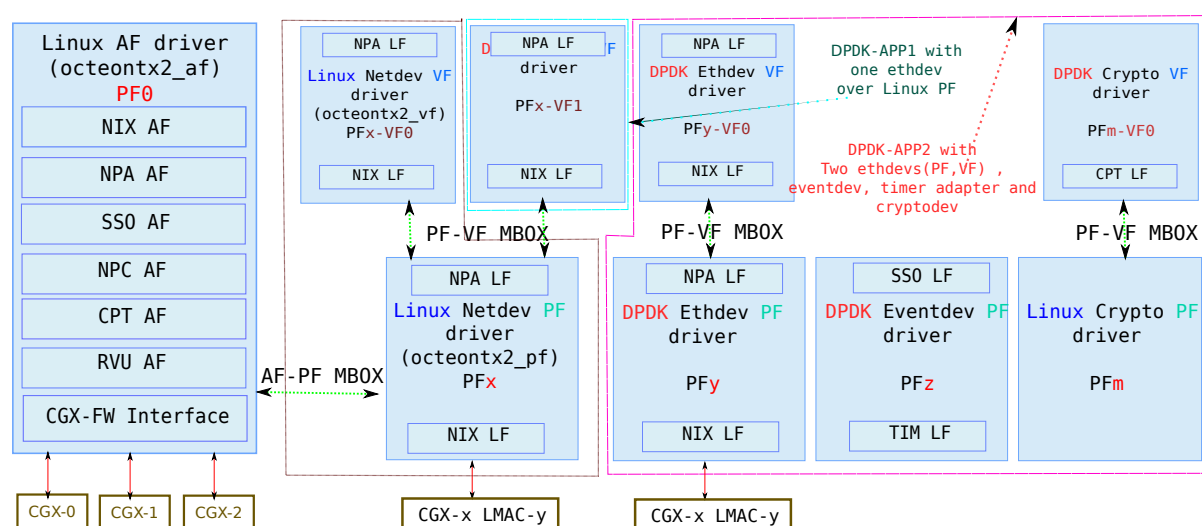 Linux AF driver
(octeontx2_af)
PF0
NIX AF
NPA AF
SSO AF
NPC AF
CPT AF
RVU AF
CGX-FW Interface
CGX-0
CGX-1
CGX-2
AF-PF MBOX
NPA LF
Linux Netdev VF
driver
(octeontx2_vf)
PFx-VF0
NIX LF
NPA LF
D VF
driver
PFx-VF1
NIX LF
NPA LF
DPDK Ethdev VF
driver
PFy-VF0
NIX LF
DPDK-APP1 with
one ethdev
over Linux PF
DPDK-APP2 with
Two ethdevs(PF,VF) ,
eventdev, timer adapter and
cryptodev
DPDK Crypto VF
driver
PFm-VF0
CPT LF
PF-VF MBOX
PF-VF MBOX
PF-VF MBOX
NPA LF
Linux Netdev PF
driver
(octeontx2_pf)
PFx
NIX LF
CGX-x LMAC-y
NPA LF
DPDK Ethdev PF
driver
PFy
NIX LF
CGX-x LMAC-y
SSO LF
DPDK Eventdev PF
driver
PFz
TIM LF
Linux Crypto PF
driver
PFm